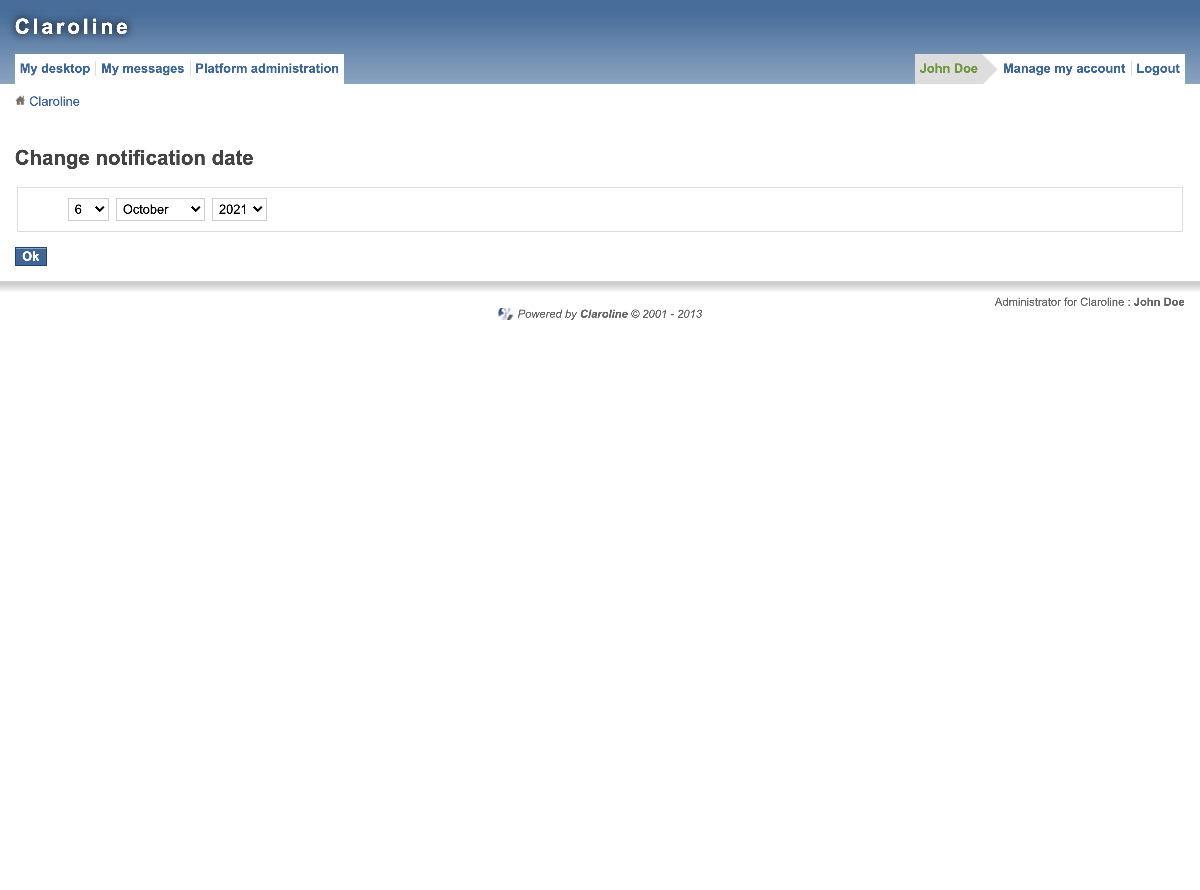 Claroline
My desktop My messages Platform administration
John Doe Manage my account Logout
Claroline
Change notification date
6 October 2021
Ok
Administrator for Claroline : John Doe
Powered by Claroline © 2001 - 2013